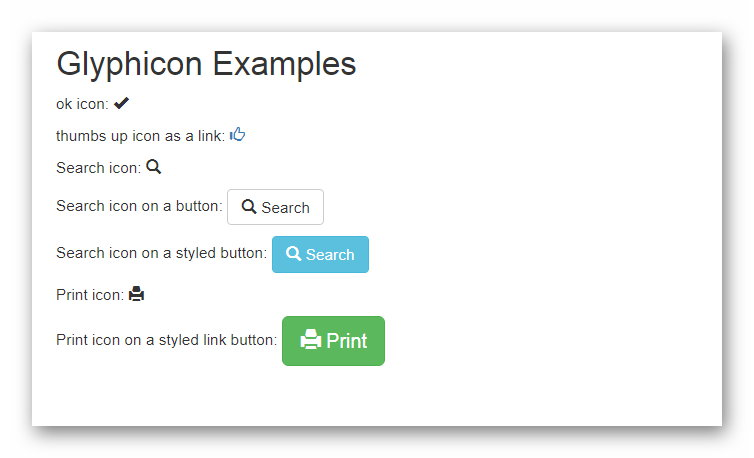 Glyphicon Examples
ok icon:
thumbs up icon as a link:
Search icon:
Search icon on a button: Search
Search icon on a styled button: Search
Print icon:
Print icon on a styled link button: Print